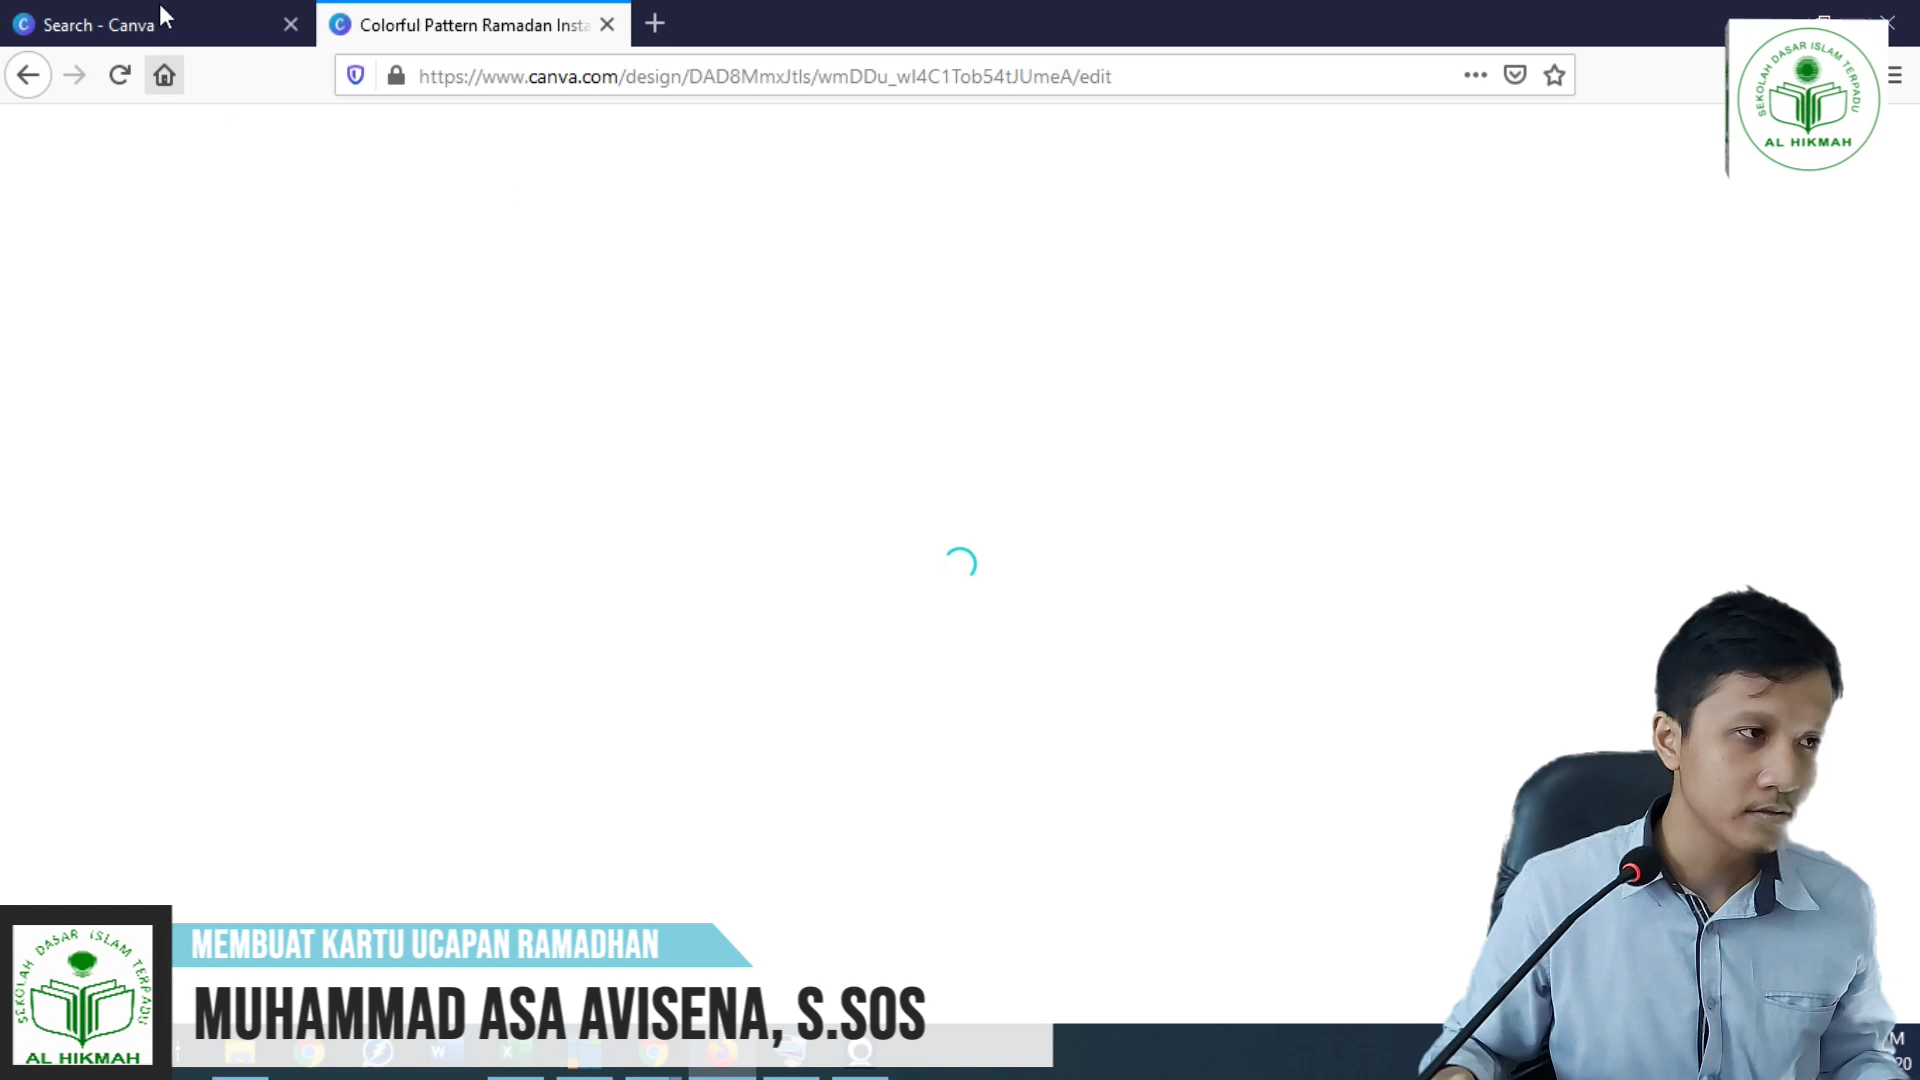 Search - Canva
Colorful Pattern Ramadan Insta
https://www.canva.com/design/DAD8MmxJtls/wmDDu_wI4C1Tob54tJUmeA/edit
SEKOLAH DASAR ISLAM TERPADU
AL HIKMAH
MEMBUAT KARTU UCAPAN RAMADHAN
MUHAMMAD ASA AVISENA, S.SOS
SEKOLAH DASAR ISLAM TERPADU
AL HIKMAH
M
20